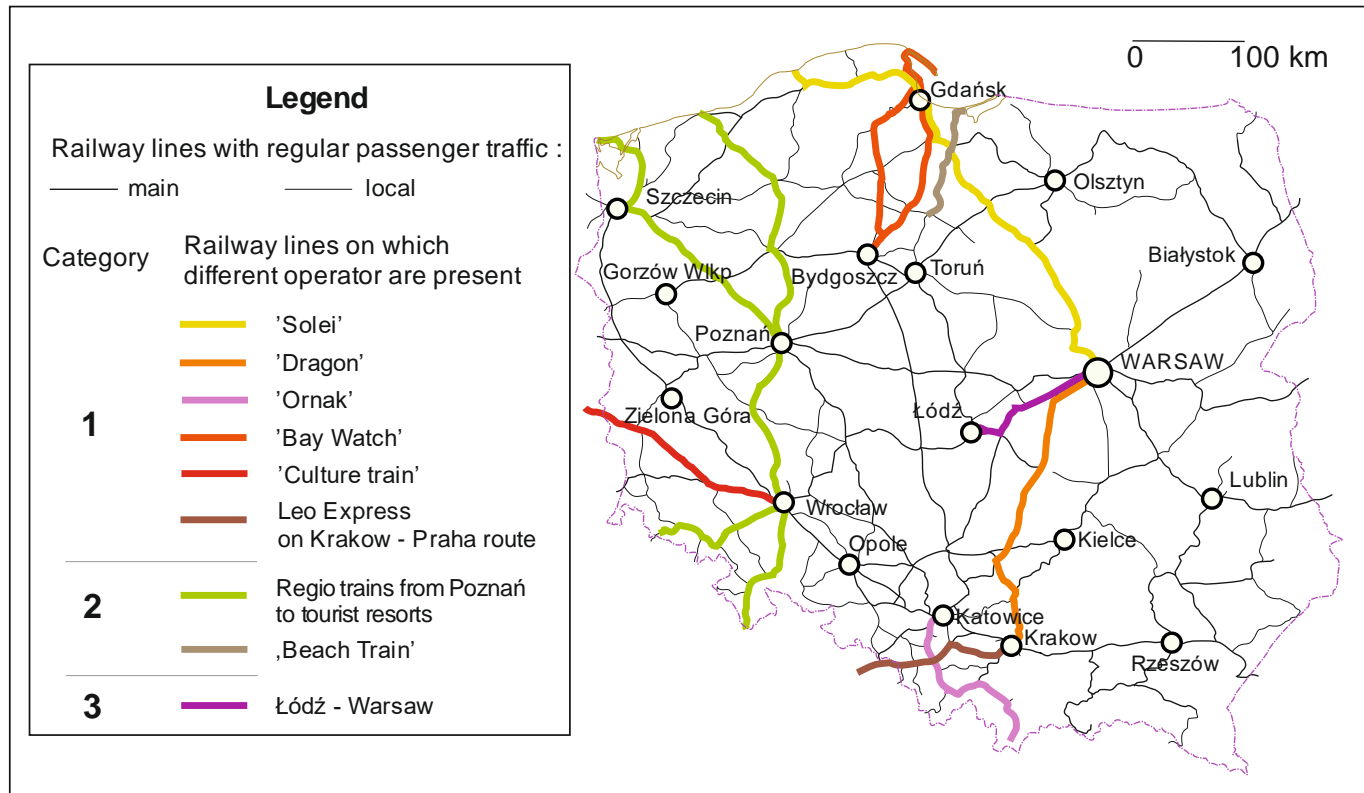 Legend
Railway lines with regular passenger traffic :
main
local
Category
Railway lines on which
different operator are present
1
’Solei’
’Dragon’
’Ornak’
’Bay Watch’
’Culture train’
Leo Express
on Krakow - Praha route
2
Regio trains from Poznań
to tourist resorts
‚Beach Train’
3
Łódź - Warsaw
0 100 km
Gdańsk
Olsztyn
Szczecin
Białystok
Gorzów Wlkp
Bydgoszcz
Toruń
Poznań
WARSAW
Zielona Góra
Łódź
Lublin
Wrocław
Opole
Kielce
Katowice
Krakow
Rzeszów